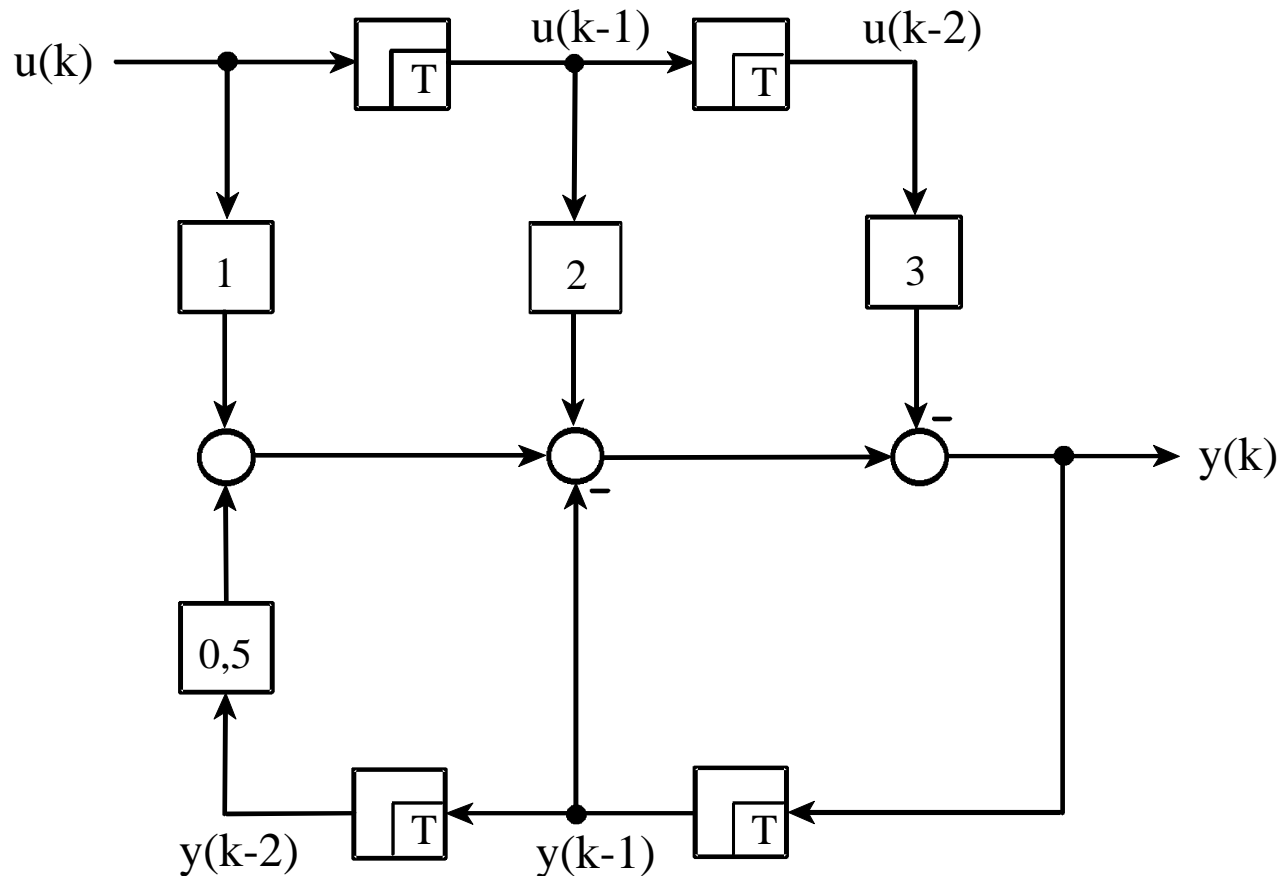 u(k-1) u(k-2)
u(k) T T
1 2 3
- 
y(k)
-
0,5
T T
y(k-2) y(k-1)